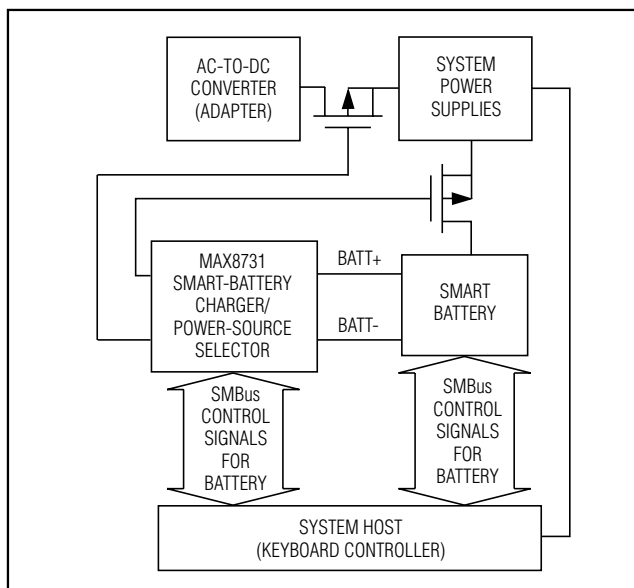 AC-TO-DC
CONVERTER
(ADAPTER)
SYSTEM
POWER
SUPPLIES
MAX8731
SMART-BATTERY
CHARGER/
POWER-SOURCE
SELECTOR
BATT+
BATT-
SMART
BATTERY
SMBus
CONTROL
SIGNALS
FOR
BATTERY
SMBus
CONTROL
SIGNALS
FOR
BATTERY
SYSTEM HOST
(KEYBOARD CONTROLLER)